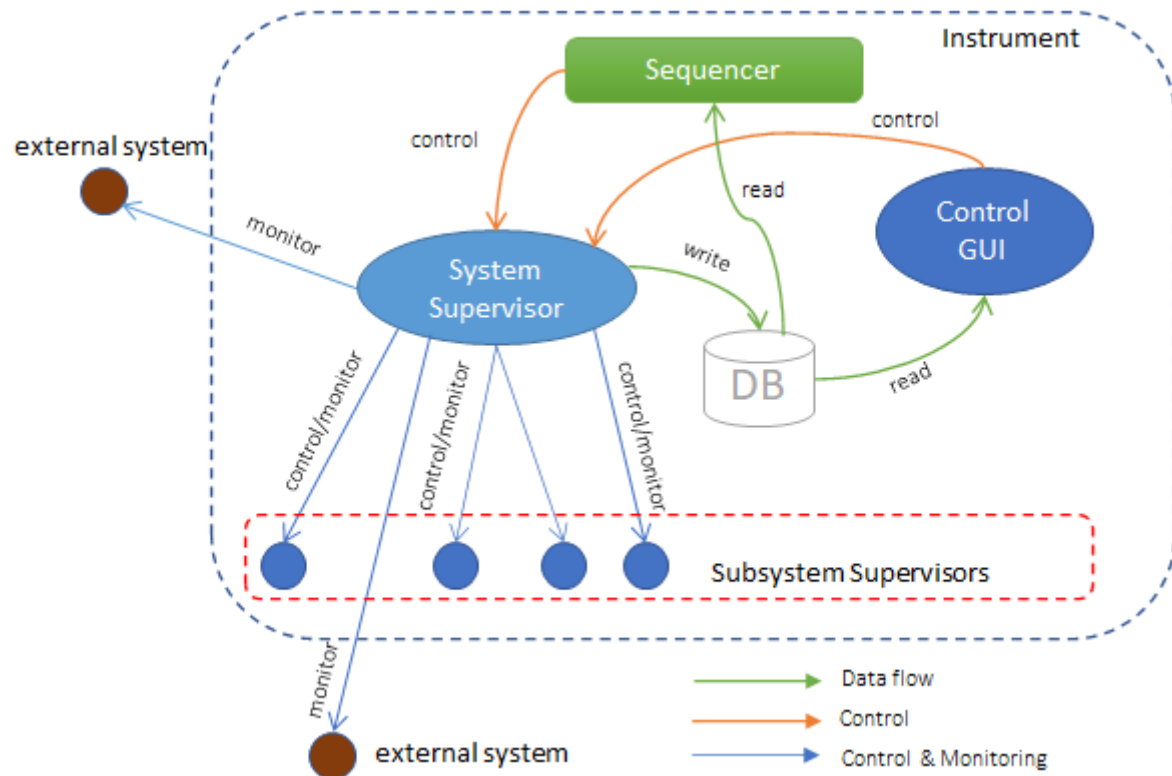 Instrument
Sequencer
control
control
external system
read
Control
GUI
monitor
write
System
Supervisor
DB
read
control/monitor
control/monitor
control/monitor
Subsystem Supervisors
monitor
Data flow
Control
external system
Control & Monitoring